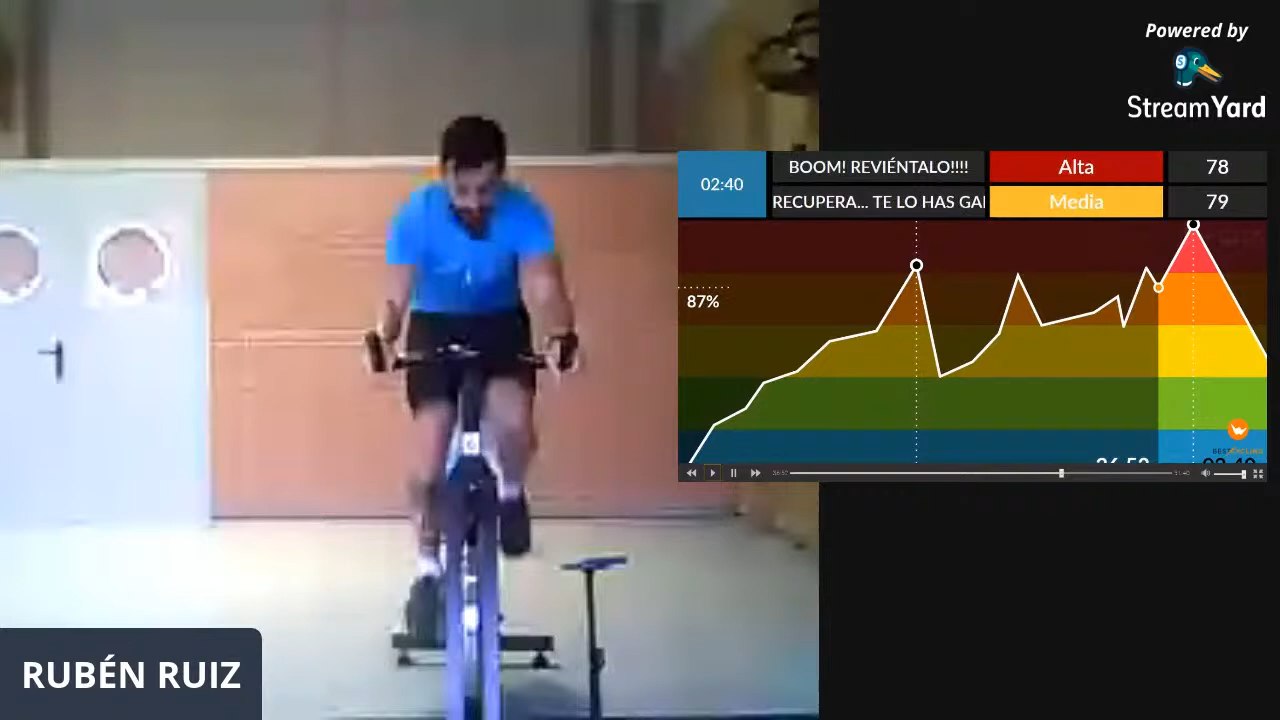 Powered by
StreamYard
02:40
BOOM! REVIÉNTALO!!!!
Alta
78
RECUPERA... TE LO HAS GA
Media
79
87%
RUBÉN RUIZ